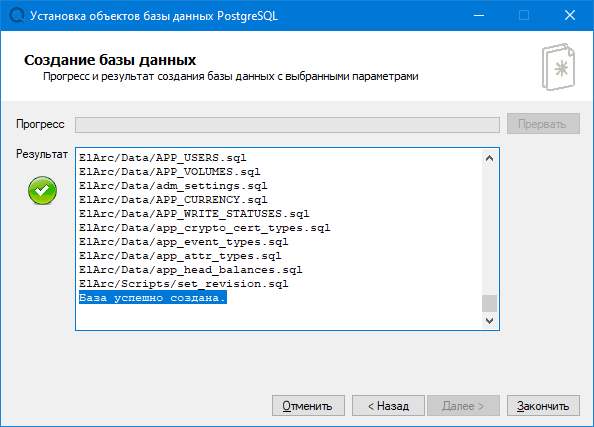 Установка объектов базы данных PostgreSQL
Создание базы данных
Прогресс и результат создания базы данных с выбранными параметрами
Прогресс
Прервать
Результат
ElArc/Data/APP_USERS.sql
ElArc/Data/APP_VOLUMES.sql
ElArc/Data/adm_settings.sql
ElArc/Data/APP_CURRENCY.sql
ElArc/Data/APP_WRITE_STATUSES.sql
ElArc/Data/app_crypto_cert_types.sql
ElArc/Data/app_event_types.sql
ElArc/Data/app_attr_types.sql
ElArc/Data/app_head_balances.sql
ElArc/Scripts/set_revision.sql
База успешно создана.
Отменить
< Назад
Далее >
Закончить